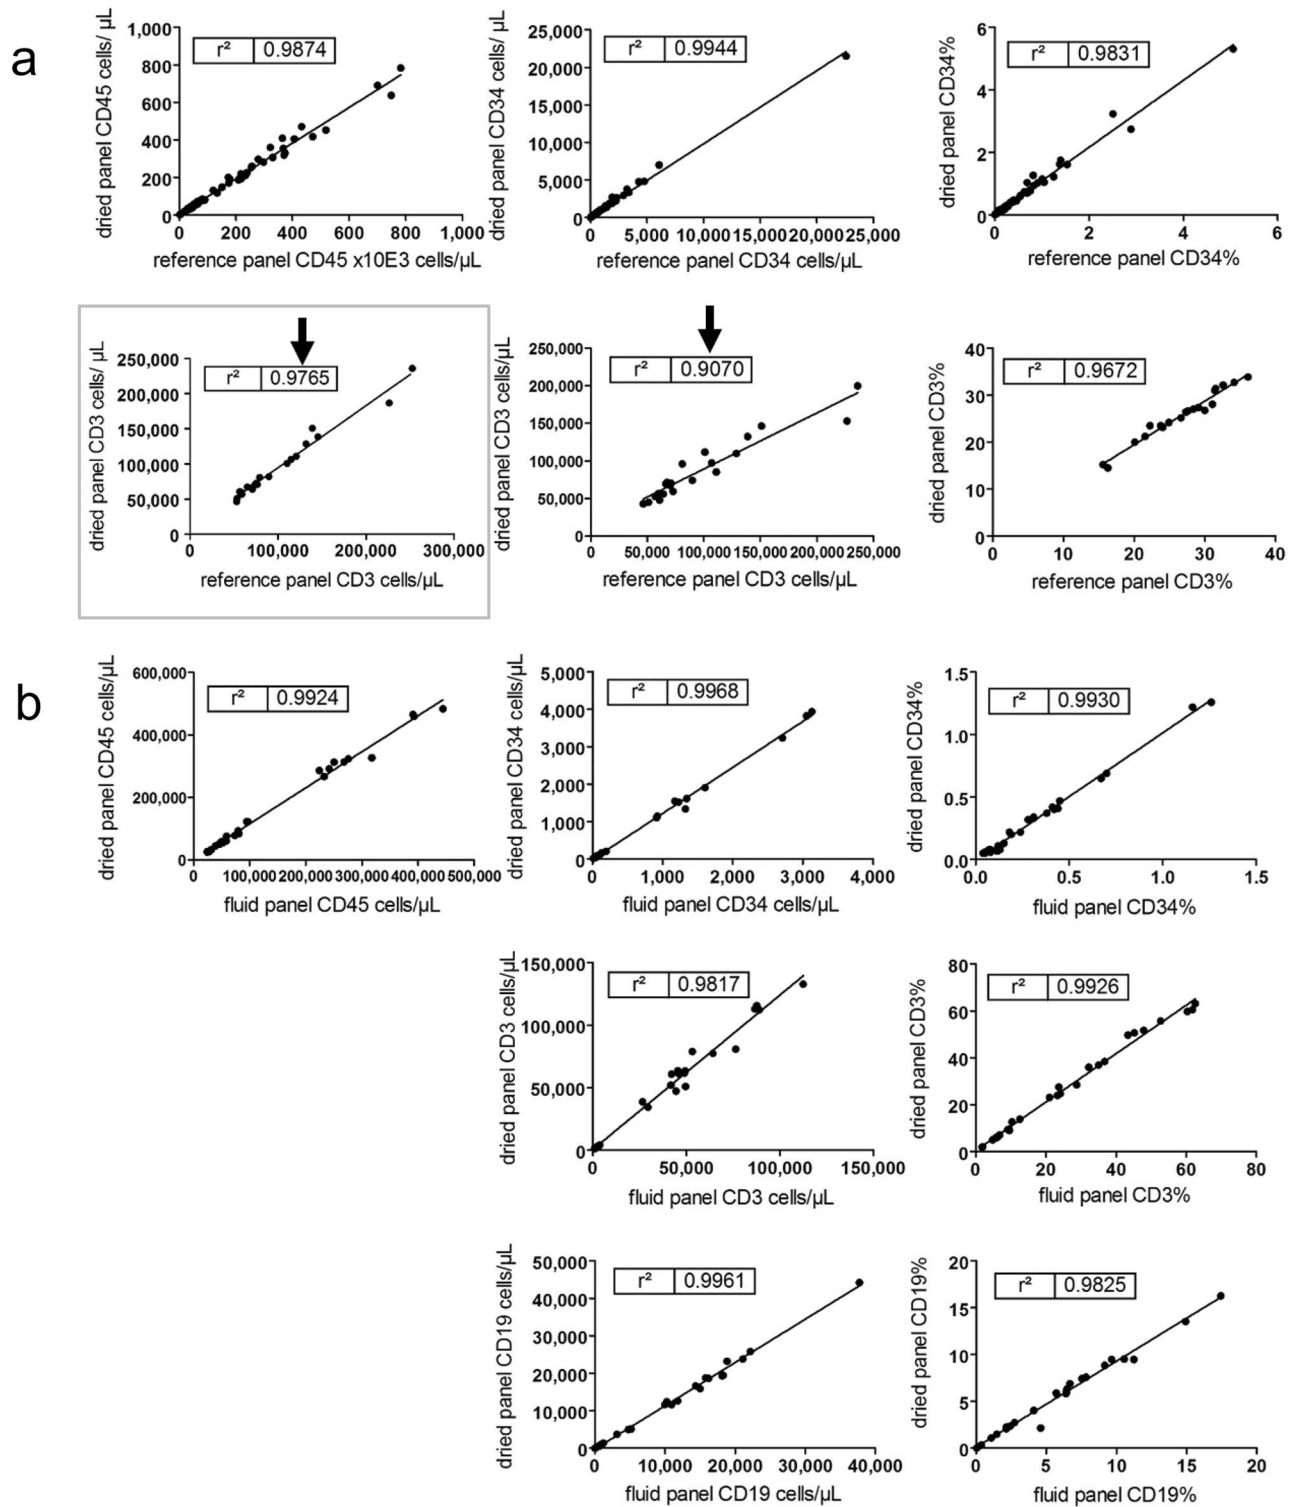 a
dried panel CD45 cells/ µL
1,000
800
600
400
200
0
r² 0.9874
0 200 400 600 800 1,000
reference panel CD45 x10E3 cells/µL
dried panel CD34 cells/ µL
25,000
20,000
15,000
10,000
5,000
0
r² 0.9944
0 5,000 10,000 15,000 20,000 25,000
reference panel CD34 cells/µL
dried panel CD34%
6
4
2
0
r² 0.9831
0 2 4 6
reference panel CD34%
dried panel CD3 cells/ µL
250,000
200,000
150,000
100,000
50,000
0
r² 0.9765
0 100,000 200,000 300,000
reference panel CD3 cells/µL
dried panel CD3 cells/µL
250,000
200,000
150,000
100,000
50,000
0
r² 0.9070
0 50,000 100,000 150,000 200,000 250,000
reference panel CD3 cells/µL
dried panel CD3%
40
30
20
10
0
r² 0.9672
0 10 20 30 40
reference panel CD3%
b
dried panel CD45 cells/µL
600,000
400,000
200,000
0
r² 0.9924
0 100,000 200,000 300,000 400,000 500,000
fluid panel CD45 cells/µL
dried panel CD34 cells/µL
5,000
4,000
3,000
2,000
1,000
0
r² 0.9968
0 1,000 2,000 3,000 4,000
fluid panel CD34 cells/µL
dried panel CD34%
1.5
1.0
0.5
0.0
r² 0.9930
0.0 0.5 1.0 1.5
fluid panel CD34%
dried panel CD3 cells/µL
150,000
100,000
50,000
0
r² 0.9817
0 50,000 100,000 150,000
fluid panel CD3 cells/µL
dried panel CD3%
80
60
40
20
0
r² 0.9926
0 20 40 60 80
fluid panel CD3%
dried panel CD19 cells/µL
50,000
40,000
30,000
20,000
10,000
0
r² 0.9961
0 10,000 20,000 30,000 40,000
fluid panel CD19 cells/µL
dried panel CD19%
20
15
10
5
0
r² 0.9825
0 5 10 15 20
fluid panel CD19%